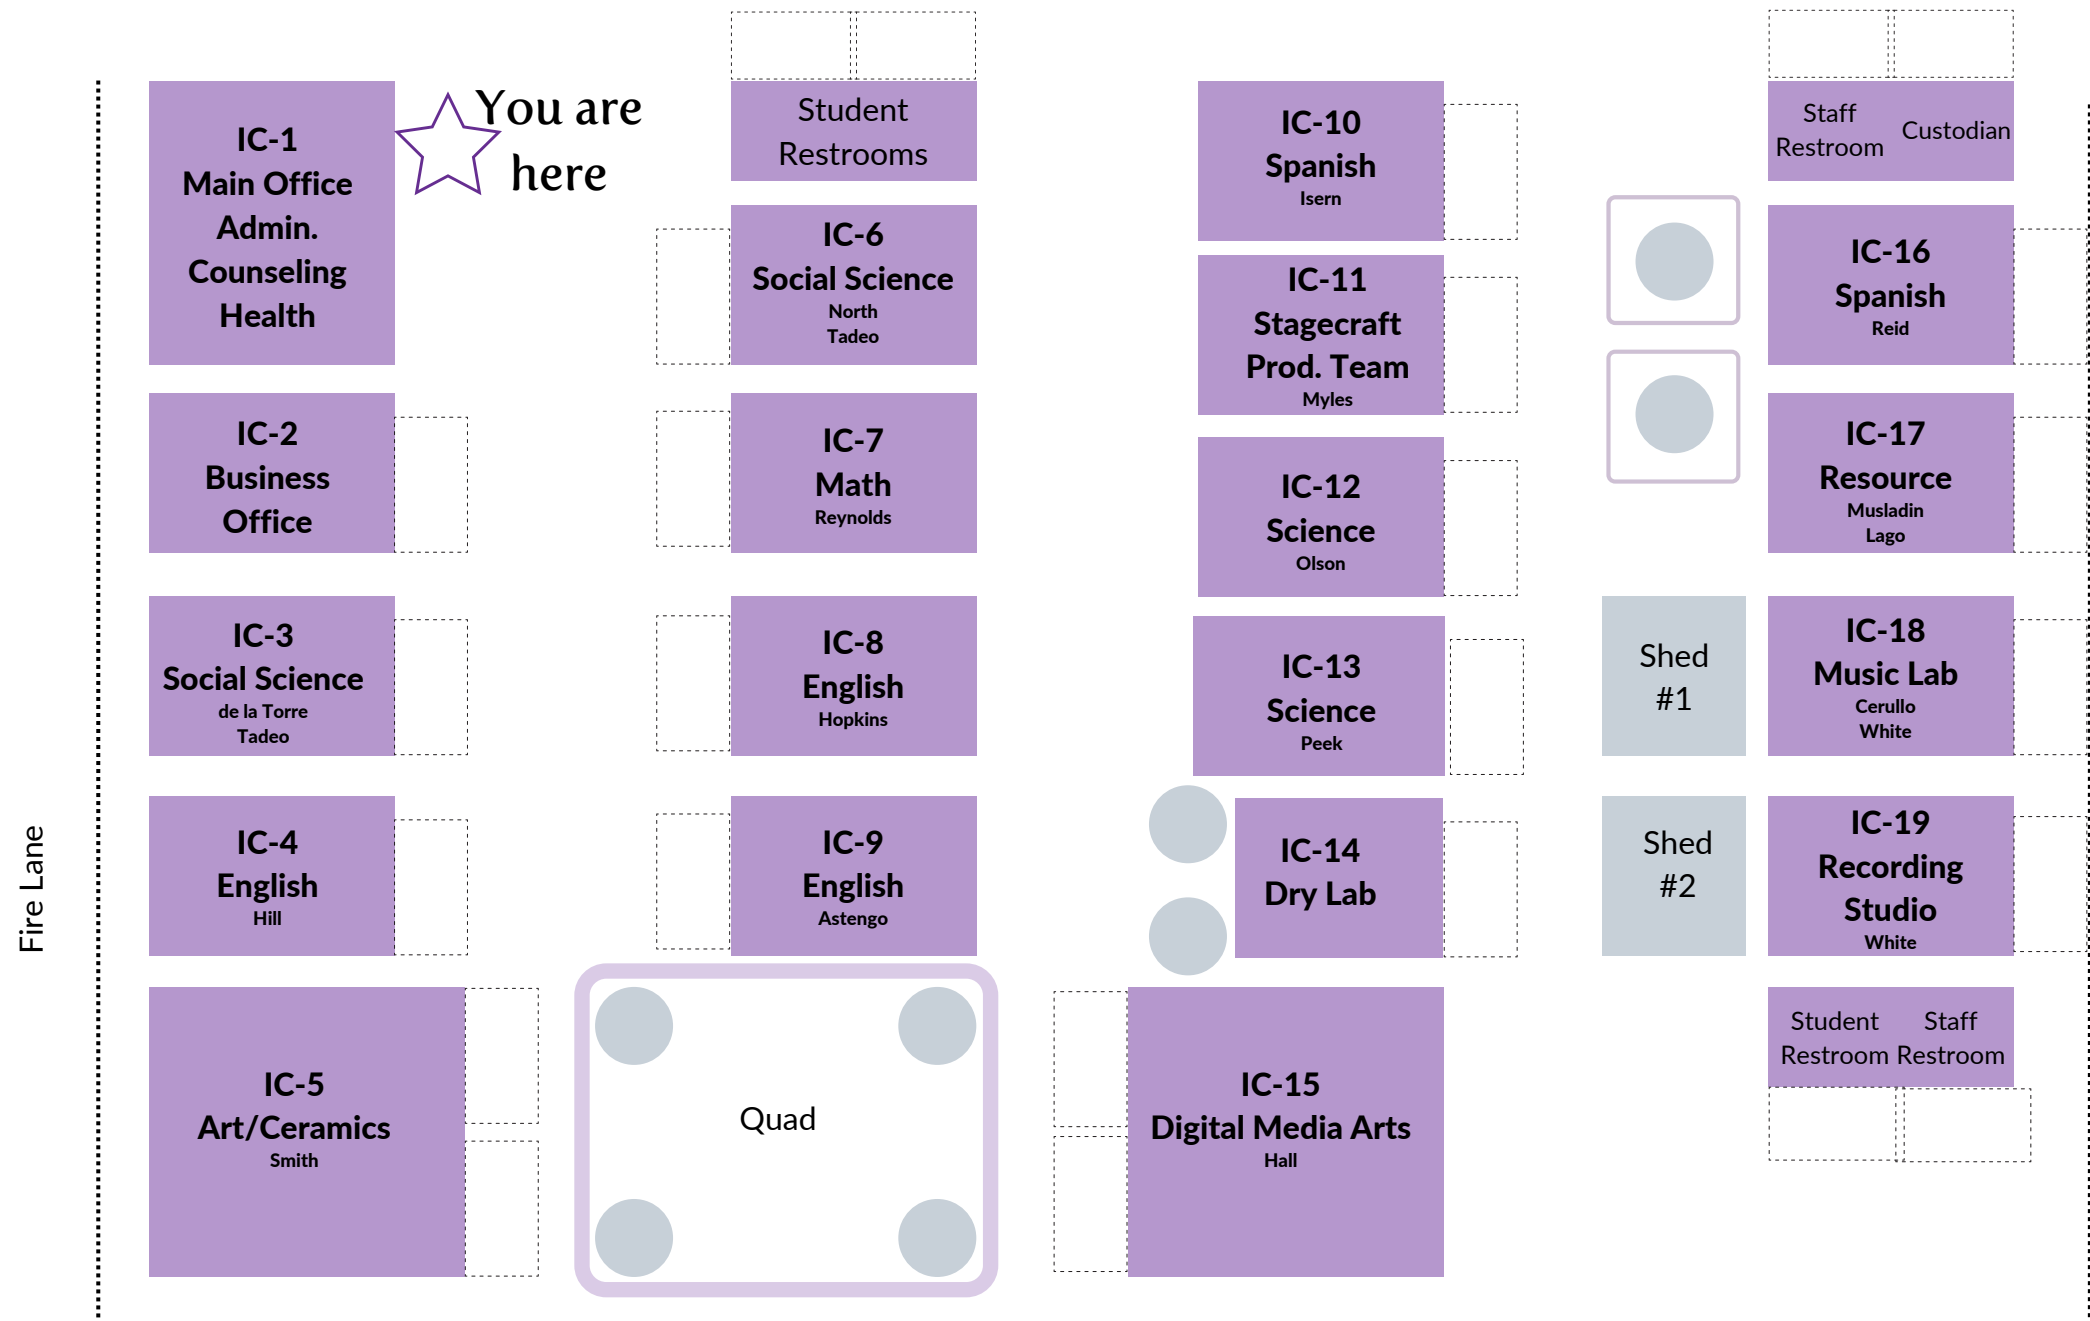 IC-1
Main Office
Admin.
Counseling
Health
You are
here
IC-2
Business
Office
IC-3
Social Science
de la Torre
Tadeo
IC-4
English
Hill
IC-5
Art/Ceramics
Smith
Fire Lane
Student
Restrooms
IC-6
Social Science
North
Tadeo
IC-7
Math
Reynolds
IC-8
English
Hopkins
IC-9
English
Astengo
Quad
IC-10
Spanish
Isern
IC-11
Stagecraft
Prod. Team
Myles
IC-12
Science
Olson
IC-13
Science
Peek
IC-14
Dry Lab
IC-15
Digital Media Arts
Hall
Shed
#1
Shed
#2
Staff
Restroom
Custodian
IC-16
Spanish
Reid
IC-17
Resource
Musladin
Lago
IC-18
Music Lab
Cerullo
White
IC-19
Recording
Studio
White
Student
Restroom
Staff
Restroom